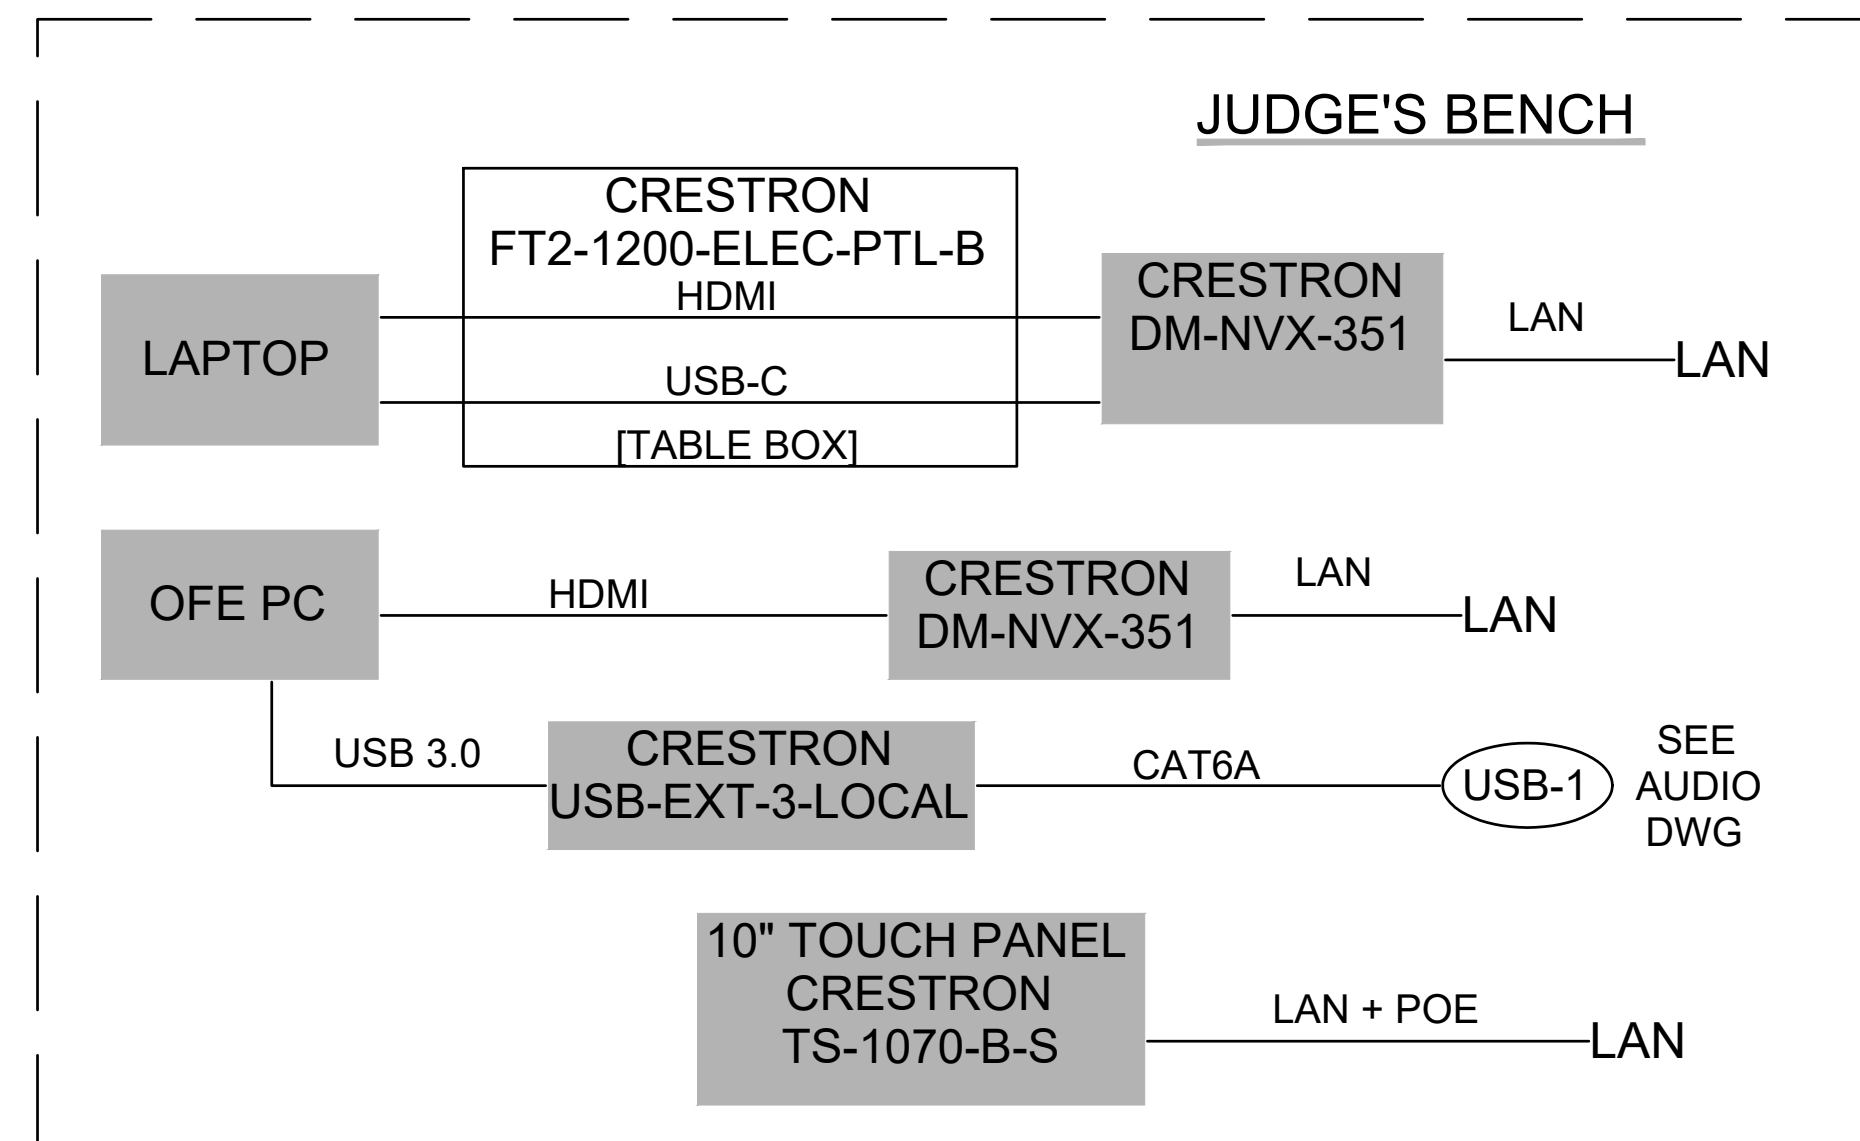 JUDGE'S BENCH
CRESTRON
FT2-1200-ELEC-PTL-B
HDMI
USB-C
[TABLE BOX]
LAPTOP
CRESTRON
DM-NVX-351
LAN
LAN
OFE PC
HDMI
CRESTRON
DM-NVX-351
LAN
LAN
USB 3.0
CRESTRON
USB-EXT-3-LOCAL
CAT6A
USB-1
SEE
AUDIO
DWG
10" TOUCH PANEL
CRESTRON
TS-1070-B-S
LAN + POE
LAN